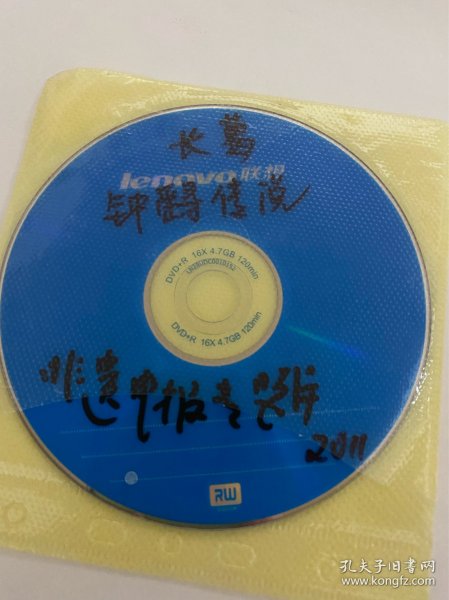 长葛
lenovo联想
钟繇传说
DVD+R 16X 4.7GB 120min
DVD+R 16X 4.7GB 120min
非遗申报专题片
2011
RW
孔夫子旧书网
www.kongfz.com